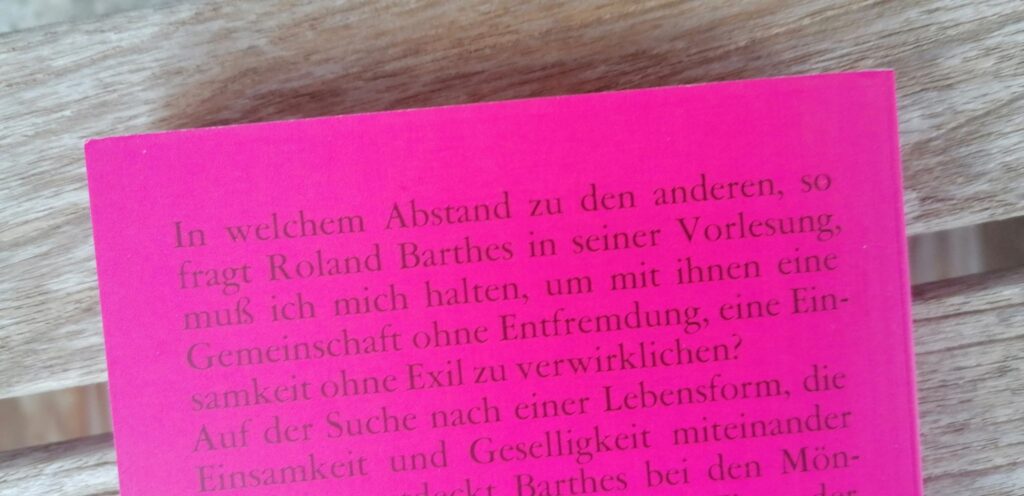 In welchem Abstand zu den anderen, so
fragt Roland Barthes in seiner Vorlesung,
muß ich mich halten, um mit ihnen eine
Gemeinschaft ohne Entfremdung, eine Ein-
samkeit ohne Exil zu verwirklichen?
Auf der Suche nach einer Lebensform, die
Einsamkeit und Geselligkeit miteinander
Barthes bei den Mön-
der